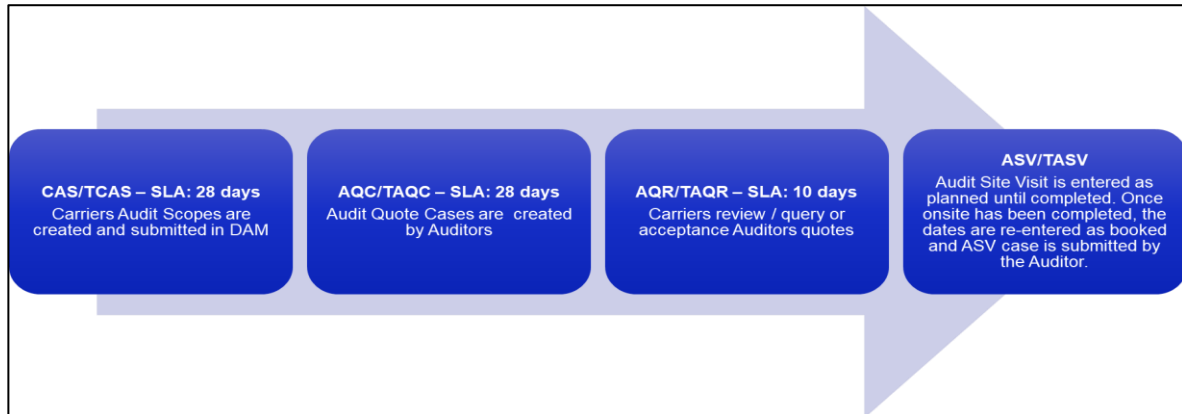 CAS/TCAS – SLA: 28 days
Carriers Audit Scopes are
created and submitted in DAM
AQC/TAQC – SLA: 28 days
Audit Quote Cases are created
by Auditors
AQR/TAQR – SLA: 10 days
Carriers review / query or
acceptance Auditors quotes
ASV/TASV
Audit Site Visit is entered as
planned until completed. Once
onsite has been completed, the
dates are re-entered as booked
and ASV case is submitted by
the Auditor.